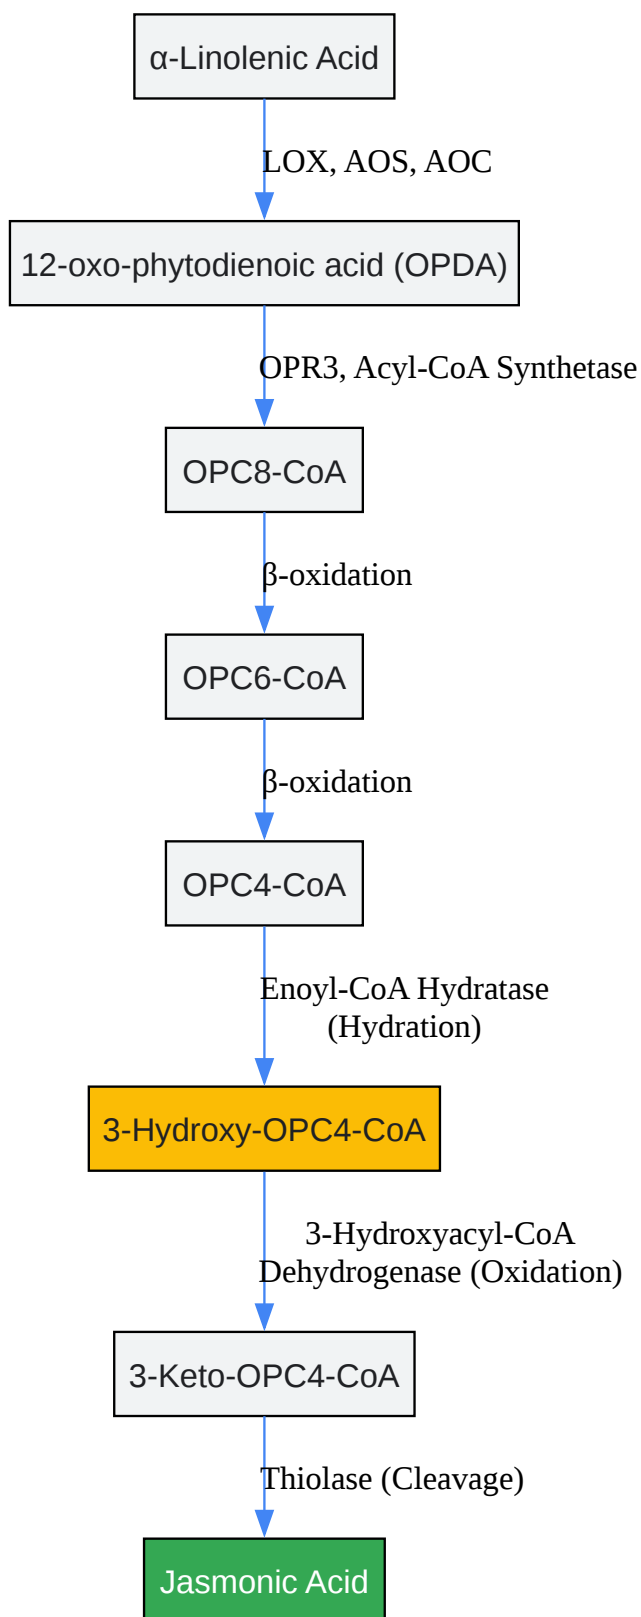 α-Linolenic Acid
LOX, AOS, AOC
12-oxo-phytodienoic acid (OPDA)
OPR3, Acyl-CoA Synthetase
OPC8-CoA
β-oxidation
OPC6-CoA
β-oxidation
OPC4-CoA
Enoyl-CoA Hydratase
(Hydration)
3-Hydroxy-OPC4-CoA
3-Hydroxyacyl-CoA
Dehydrogenase (Oxidation)
3-Keto-OPC4-CoA
Thiolase (Cleavage)
Jasmonic Acid